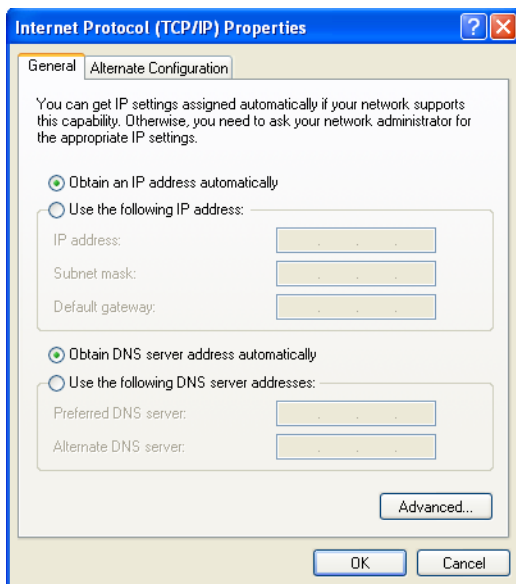 Internet Protocol (TCP/IP) Properties
General
Alternate Configuration
You can get IP settings assigned automatically if your network supports
this capability. Otherwise, you need to ask your network administrator for
the appropriate IP settings.
Obtain an IP address automatically
Use the following IP address:
IP address:
Subnet mask:
Default gateway:
Obtain DNS server address automatically
Use the following DNS server addresses:
Preferred DNS server:
Alternate DNS server:
Advanced...
OK
Cancel